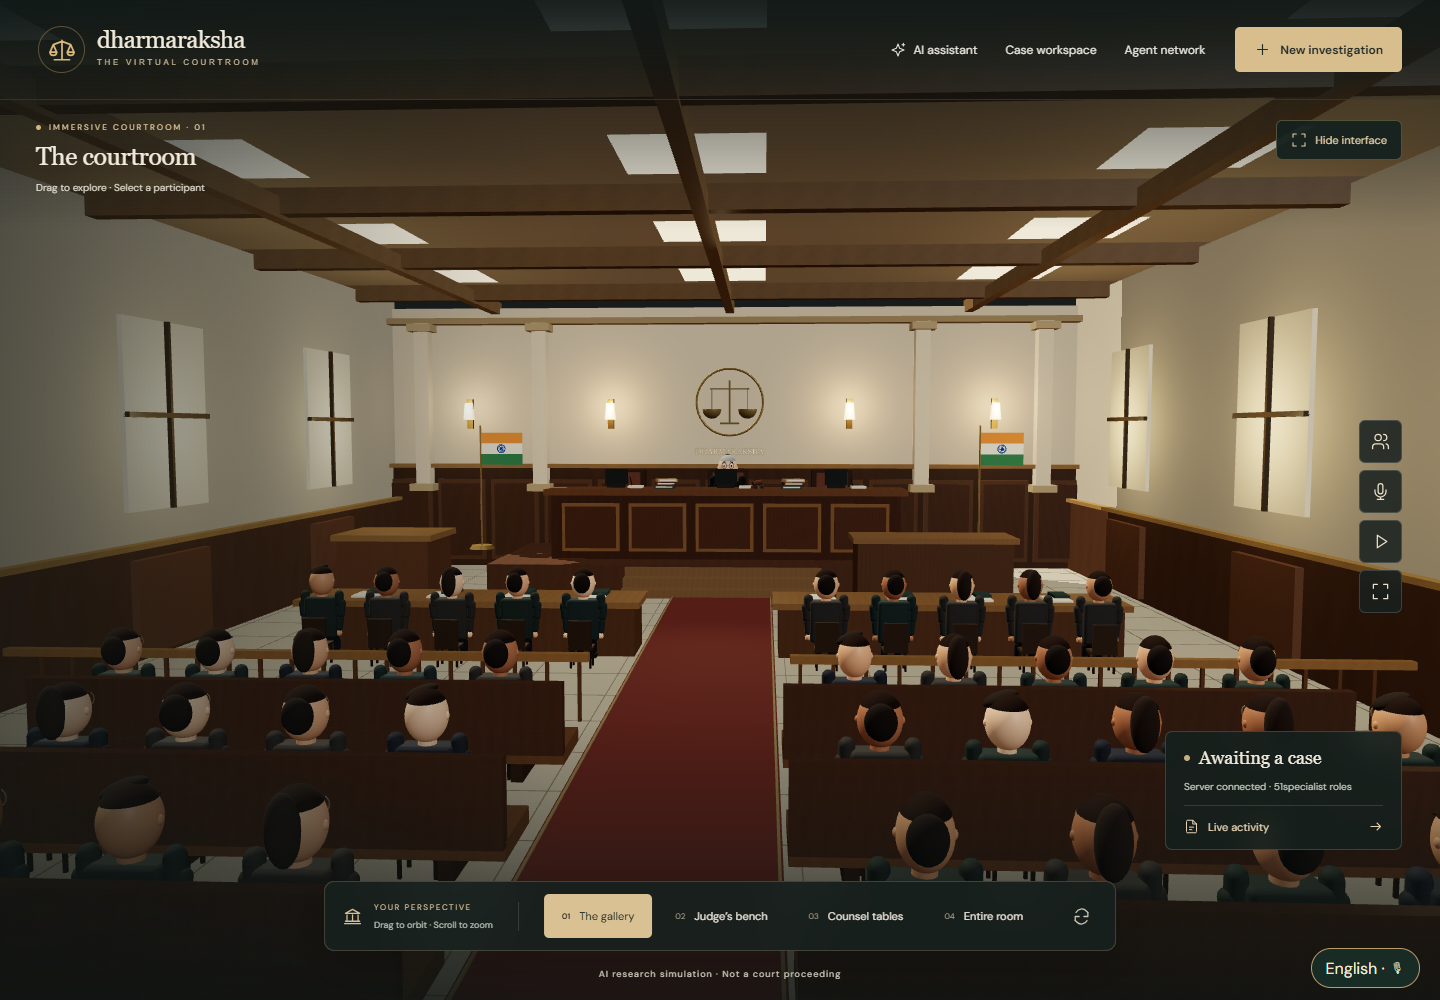 dharmaraksha
THE VIRTUAL COURTROOM
AI assistant
Case workspace
Agent network
New investigation
IMMERSIVE COURTROOM · 01
The courtroom
Drag to explore · Select a participant
Hide interface
Awaiting a case
Server connected · 51specialist roles
Live activity
YOUR PERSPECTIVE
Drag to orbit · Scroll to zoom
01 The gallery
02 Judge’s bench
03 Counsel tables
04 Entire room
AI research simulation · Not a court proceeding
English ·